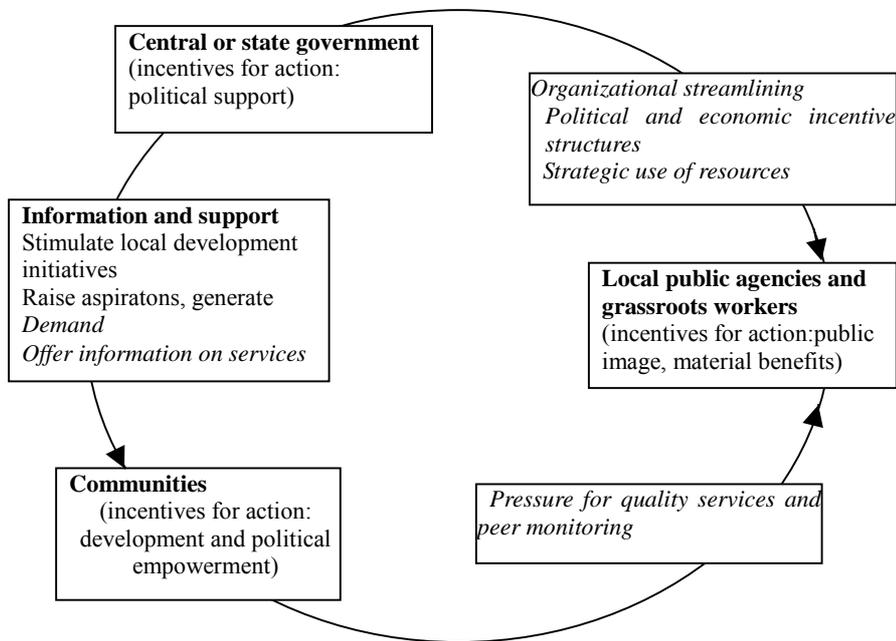 Central or state government
(incentives for action:
political support)
Organizational streamlining
Political and economic incentive
structures
Strategic use of resources
Information and support
Stimulate local development
initiatives
Raise aspiratons, generate
Demand
Offer information on services
Local public agencies and
grassroots workers
(incentives for action:public
image, material benefits)
Communities
(incentives for action:
development and political
empowerment)
Pressure for quality services and
peer monitoring